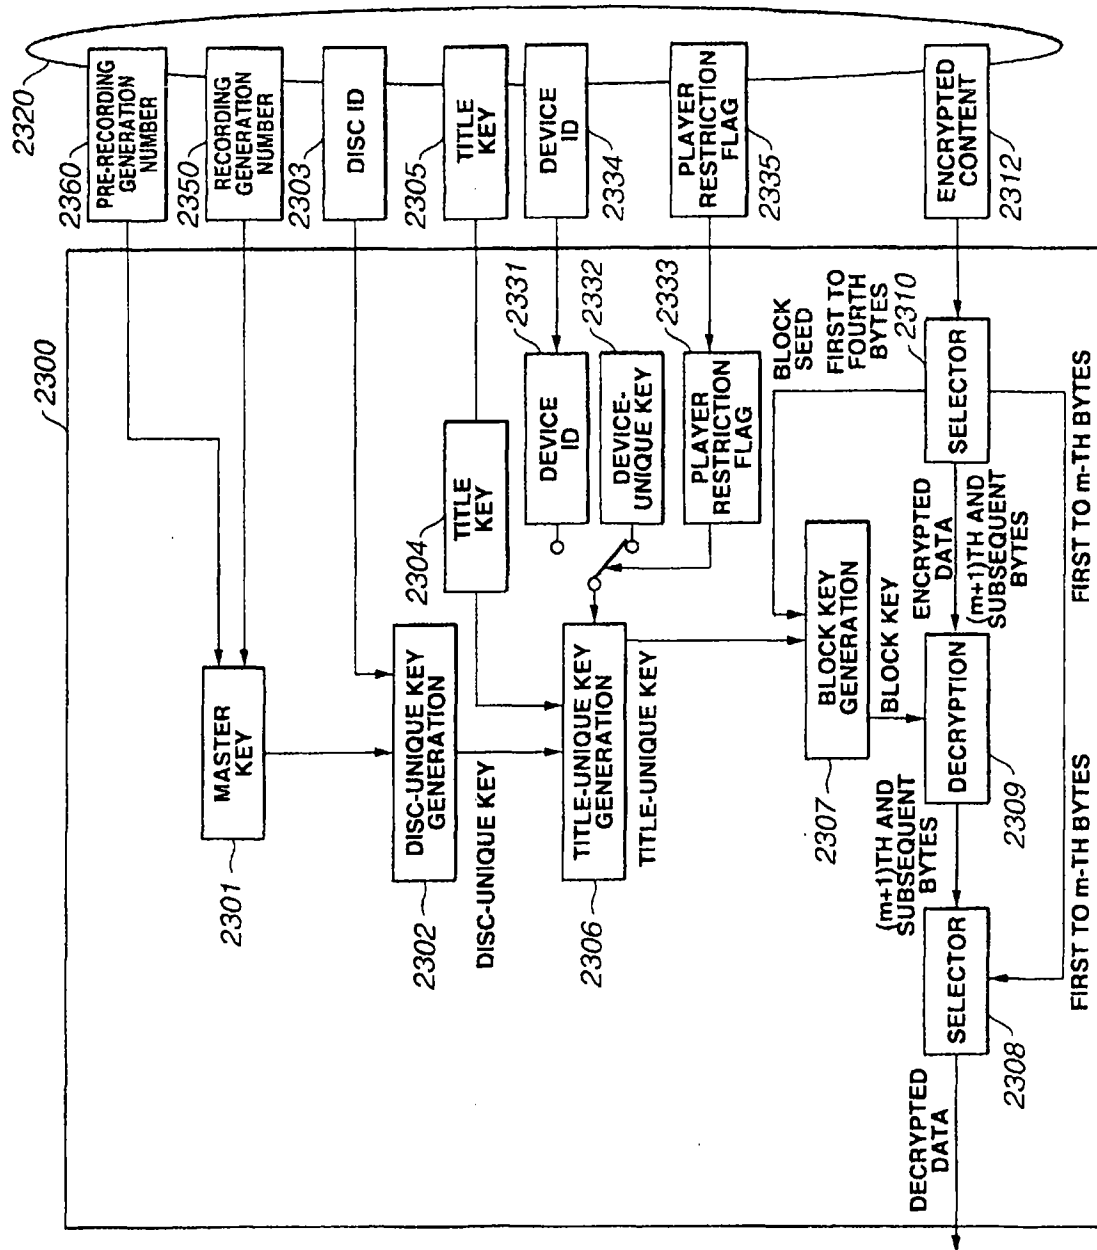 2320
2360
PRE-RECORDING
GENERATION
NUMBER
2350
RECORDING
GENERATION
NUMBER
2303
DISC ID
2305
TITLE
KEY
DEVICE
ID
2334
PLAYER
RESTRICTION
FLAG
2335
ENCRYPTED
CONTENT
2312
2300
2331
DEVICE
ID
2332
DEVICE-
UNIQUE KEY
2333
PLAYER
RESTRICTION
FLAG
2304
TITLE
KEY
BLOCK
SEED
FIRST TO
FOURTH
BYTES
2310
SELECTOR
MASTER
KEY
2301
DISC-UNIQUE KEY
GENERATION
2302
DISC-UNIQUE KEY
TITLE-UNIQUE KEY
GENERATION
2306
TITLE-UNIQUE KEY
BLOCK KEY
GENERATION
2307
BLOCK KEY
ENCRYPTED
DATA
(m+1)TH AND
SUBSEQUENT
BYTES
FIRST TO m-TH BYTES
DECRYPTION
2309
(m+1)TH AND
SUBSEQUENT
BYTES
FIRST TO m-TH BYTES
SELECTOR
2308
DECRYPTED
DATA